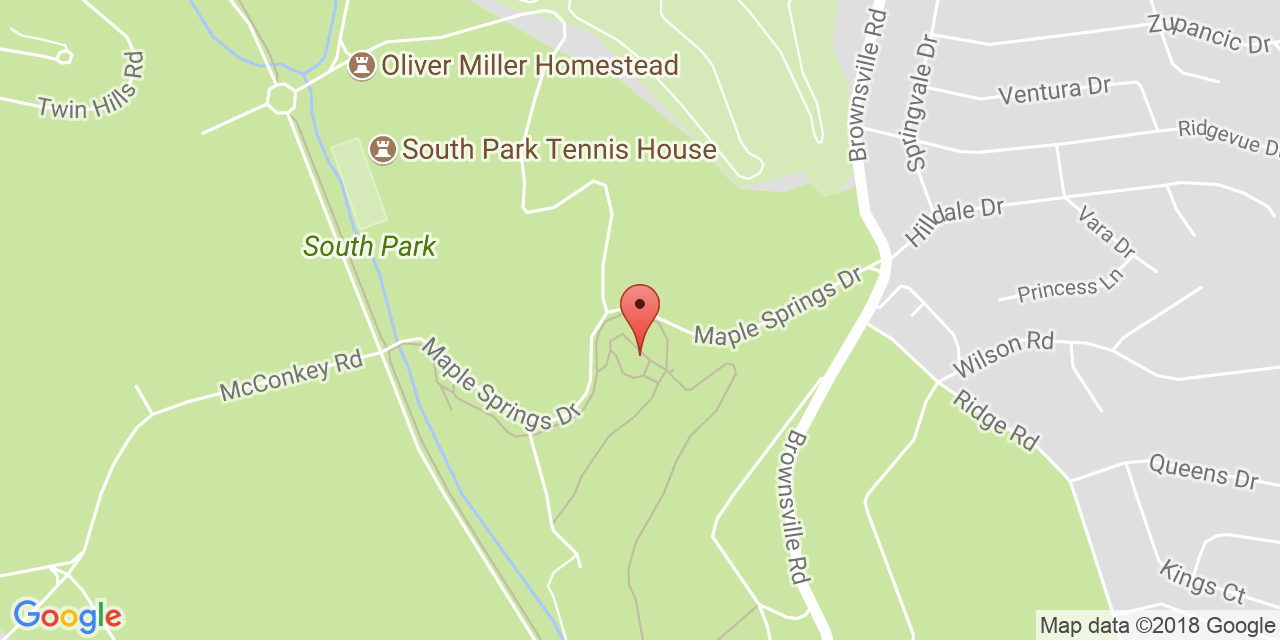 Brownsville Rd
Springvale Dr
Zupancic Dr
Oliver Miller Homestead
Twin Hills Rd
Ventura Dr
Ridgevue D
South Park Tennis House
Hilldale Dr
Vara Dr
South Park
Princess Ln
Maple Springs Dr
Wilson Rd
McConkey Rd
Maple Springs Dr
Ridge Rd
Brownsville Rd
Queens Dr
Kings Ct
Google
Map data ©2018 Google